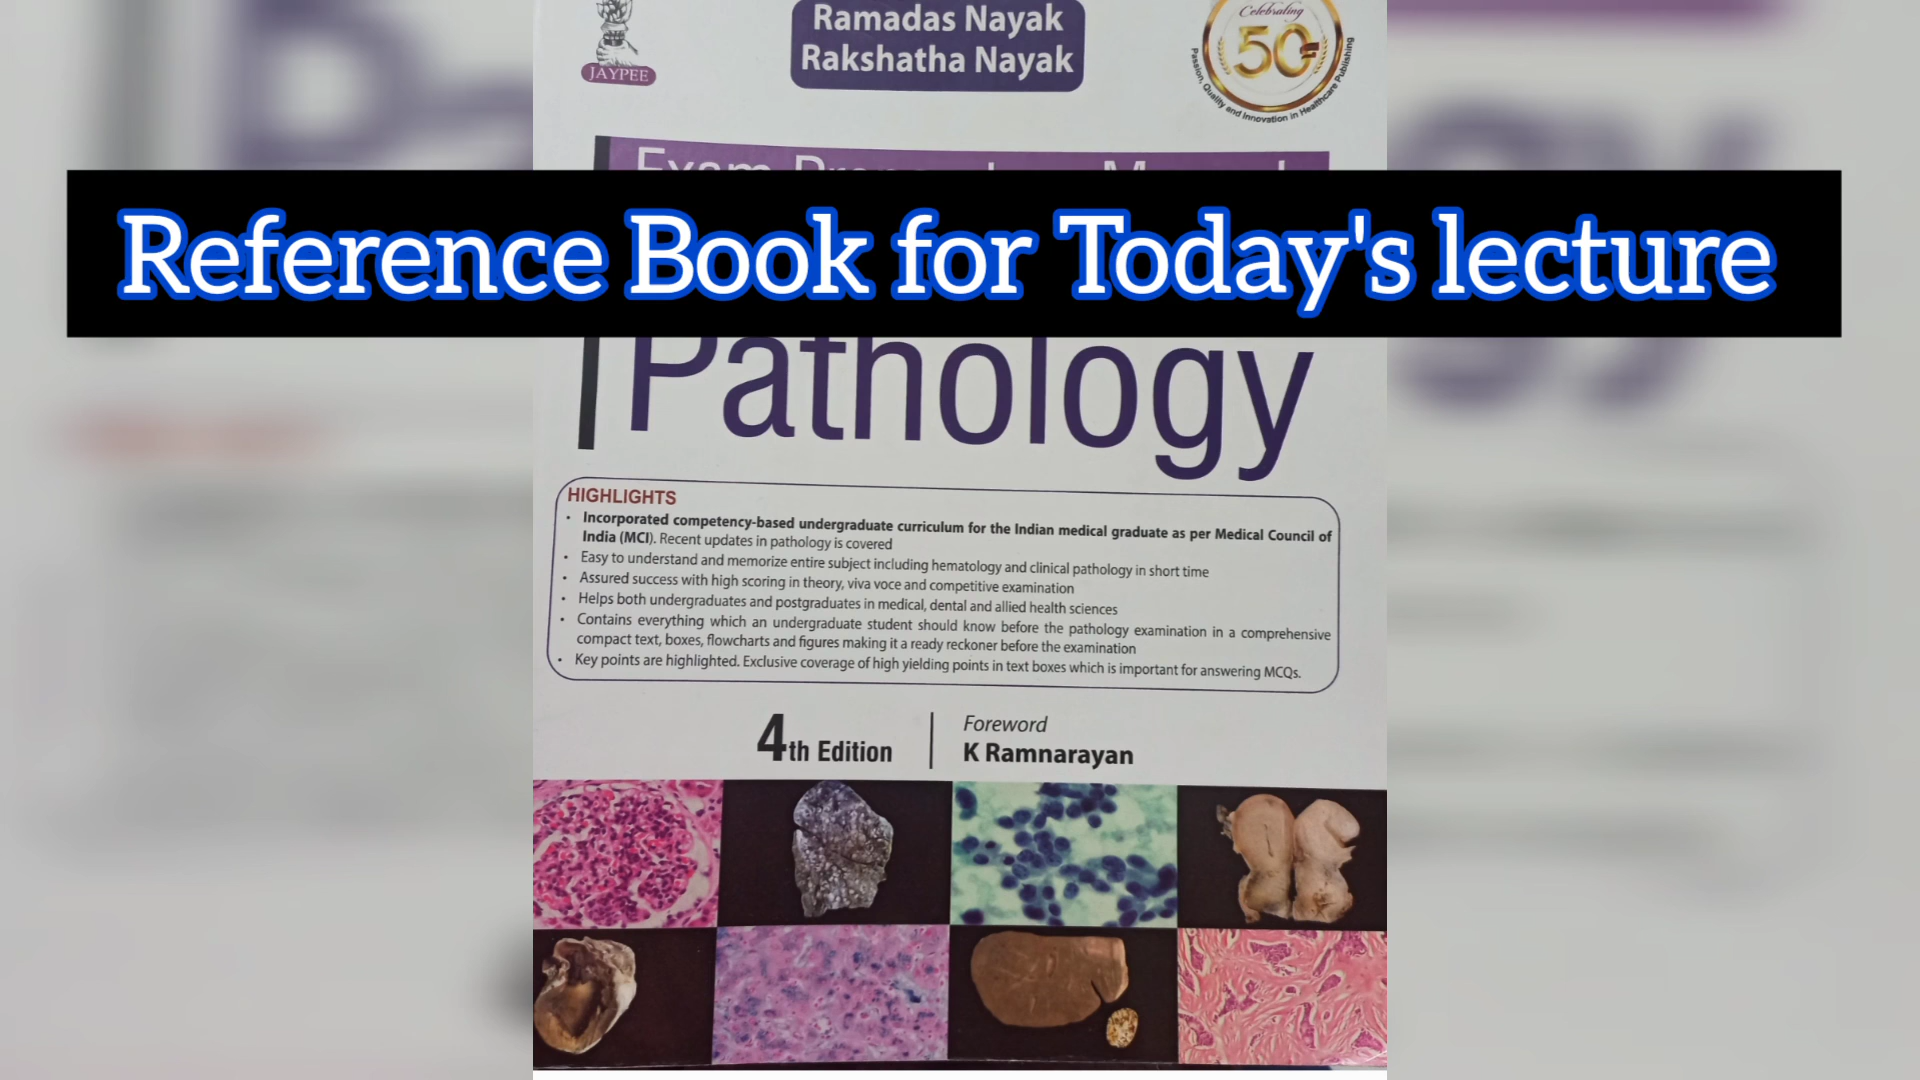 Ramadas Nayak
Rakshatha Nayak
JAYPEE
Celebrating
50
Passion, Quality and Innovation in Healthcare Publishing
Reference Book for Today's lecture
Pathology
HIGHLIGHTS
• Incorporated competency-based undergraduate curriculum for the Indian medical graduate as per Medical Council of
India (MCI). Recent updates in pathology is covered
• Easy to understand and memorize entire subject including hematology and clinical pathology in short time
• Assured success with high scoring in theory, viva voce and competitive examination
• Helps both undergraduates and postgraduates in medical, dental and allied health sciences
• Contains everything which an undergraduate student should know before the pathology examination in a comprehensive
compact text, boxes, flowcharts and figures making it a ready reckoner before the examination
• Key points are highlighted. Exclusive coverage of high yielding points in text boxes which is important for answering MCQs.
4th Edition
Foreword
K Ramnarayan